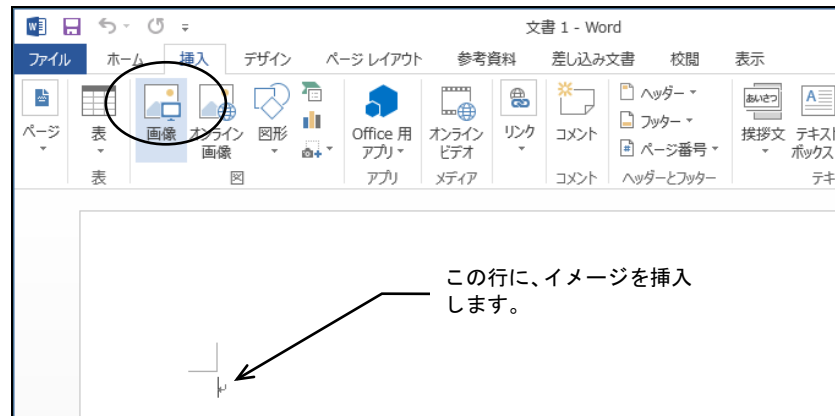 文書 1 - Word
ファイル ホーム 挿入 デザイン ページ レイアウト 参考資料 差し込み文書 校閲 表示
ページ 表 画像 オンライン 画像 図形 Office 用 アプリ オンライン ビデオ リンク コメント ヘッダー フッター ページ番号 あいさつ 挨拶文 テキスト ボックス
表 図 アプリ メディア コメント ヘッダーとフッター テキ
この行に、イメージを挿入
します。